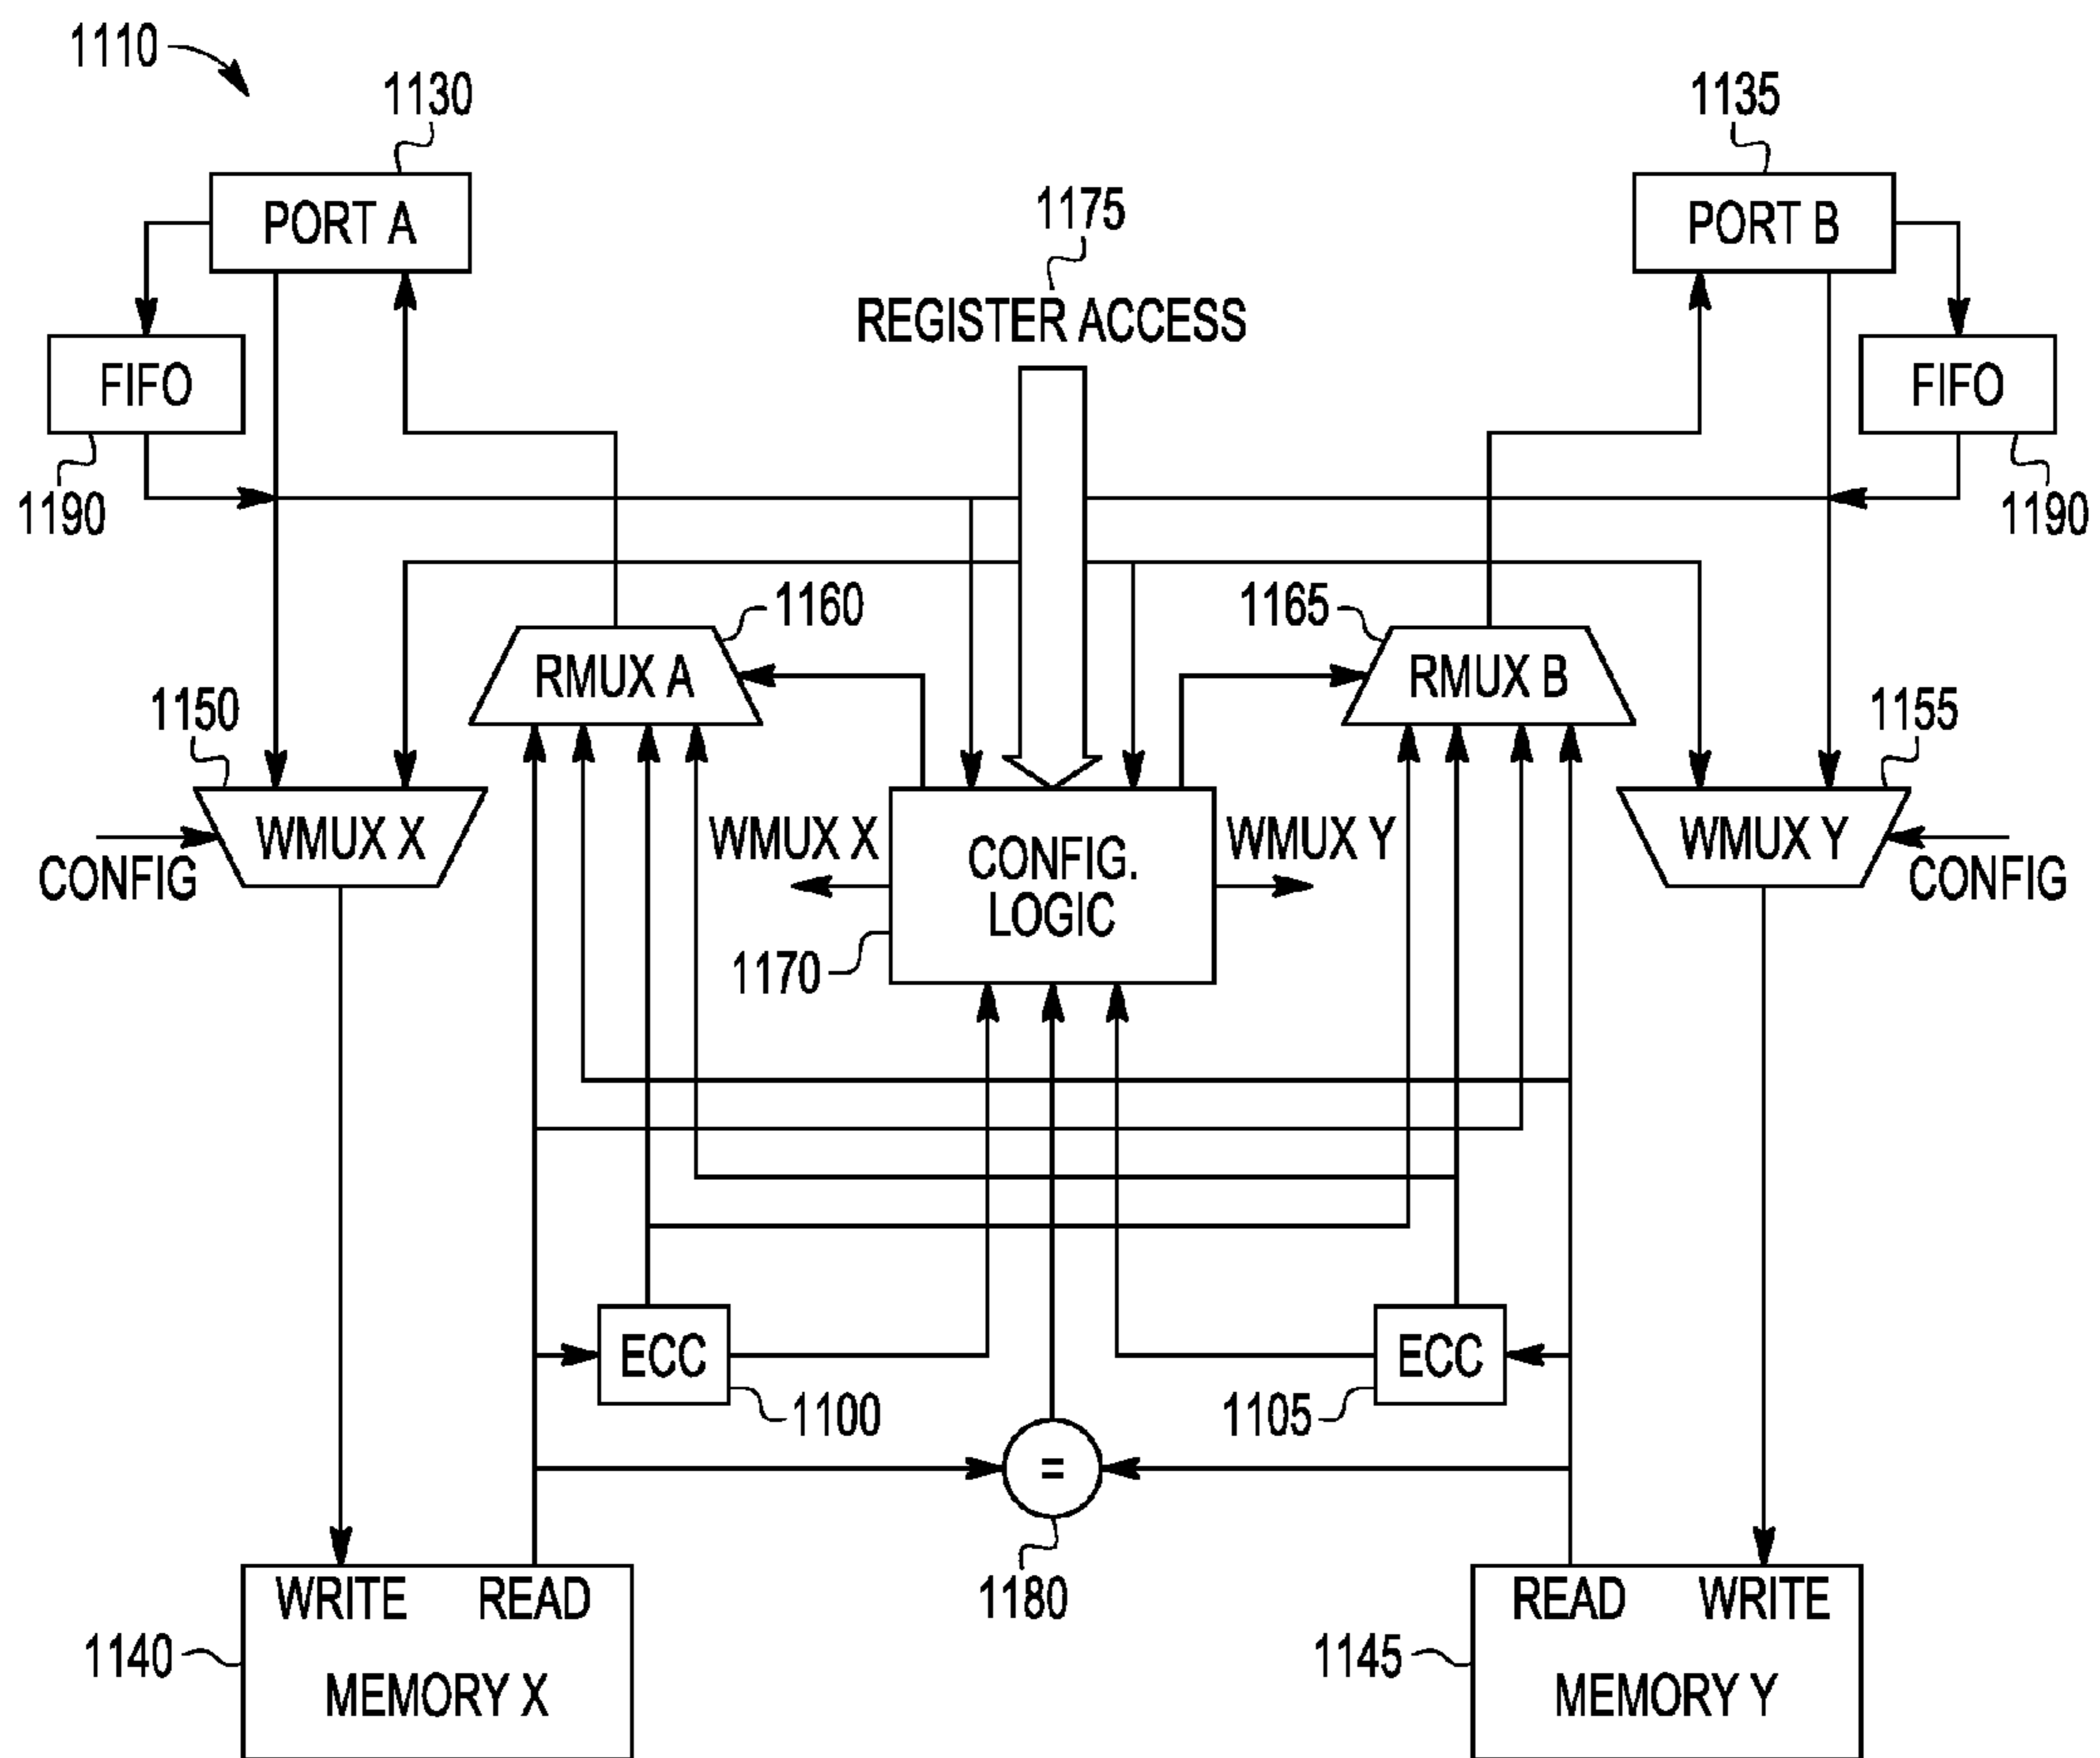 1110
1130
1135
PORT A
1175
PORT B
REGISTER ACCESS
FIFO
FIFO
1190
1190
1160
1165
RMUX A
RMUX B
1150
1155
WMUX X
WMUX X
CONFIG.
LOGIC
WMUX Y
WMUX Y
CONFIG
CONFIG
1170
ECC
ECC
1100
1105
=
1180
WRITE READ
READ WRITE
1140
1145
MEMORY X
MEMORY Y